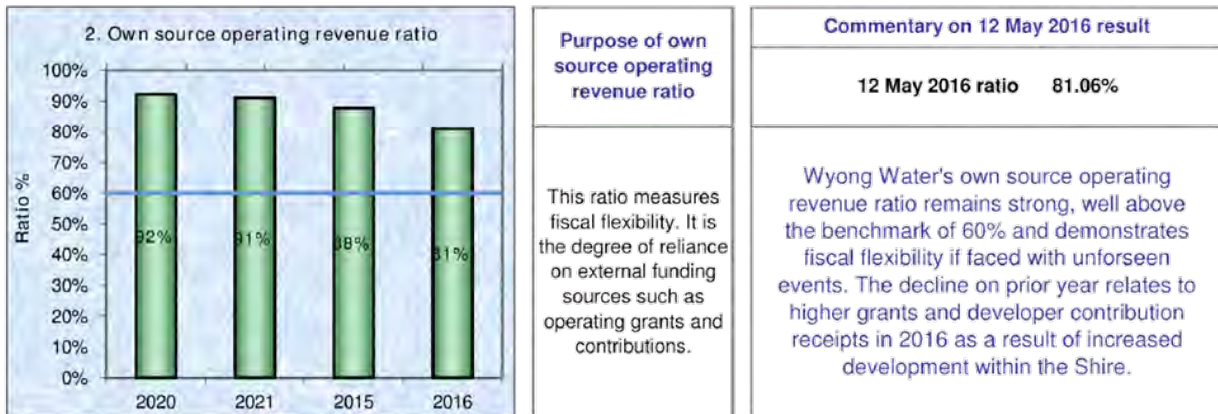 2. Own source operating revenue ratio
100%
90%
80%
70%
60%
50%
40%
30%
20%
10%
0%
Ratio %
92%
91%
88%
81%
2020
2021
2015
2016
Purpose of own
source operating
revenue ratio
This ratio measures
fiscal flexibility. It is
the degree of reliance
on external funding
sources such as
operating grants and
contributions.
Commentary on 12 May 2016 result
12 May 2016 ratio 81.06%
Wyong Water's own source operating
revenue ratio remains strong, well above
the benchmark of 60% and demonstrates
fiscal flexibility if faced with unforseen
events. The decline on prior year relates to
higher grants and developer contribution
receipts in 2016 as a result of increased
development within the Shire.